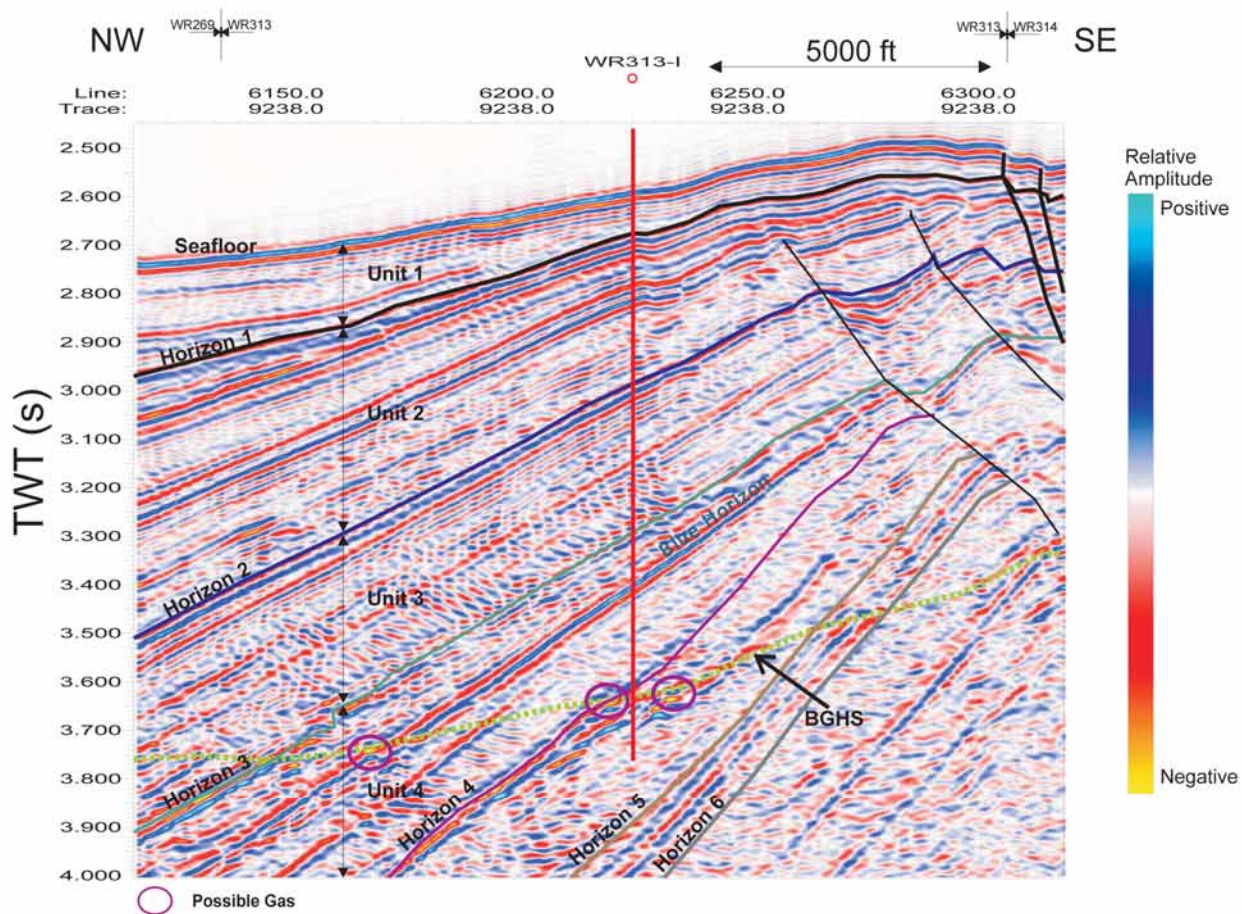 WR269 WR313
WR313 WR314
NW
SE
5000 ft
WR313-I
Line: 6150.0 6200.0 6250.0 6300.0
Trace: 9238.0 9238.0 9238.0 9238.0
2.500
2.600
2.700
2.800
2.900
3.000
3.100
3.200
3.300
3.400
3.500
3.600
3.700
3.800
3.900
4.000
TWT (s)
Seafloor
Unit 1
Horizon 1
Unit 2
Blue Horizon
Horizon 2
Unit 3
BGHS
Horizon 3
Unit 4
Horizon 4
Horizon 5
Horizon 6
Relative
Amplitude
Positive
Negative
Possible Gas